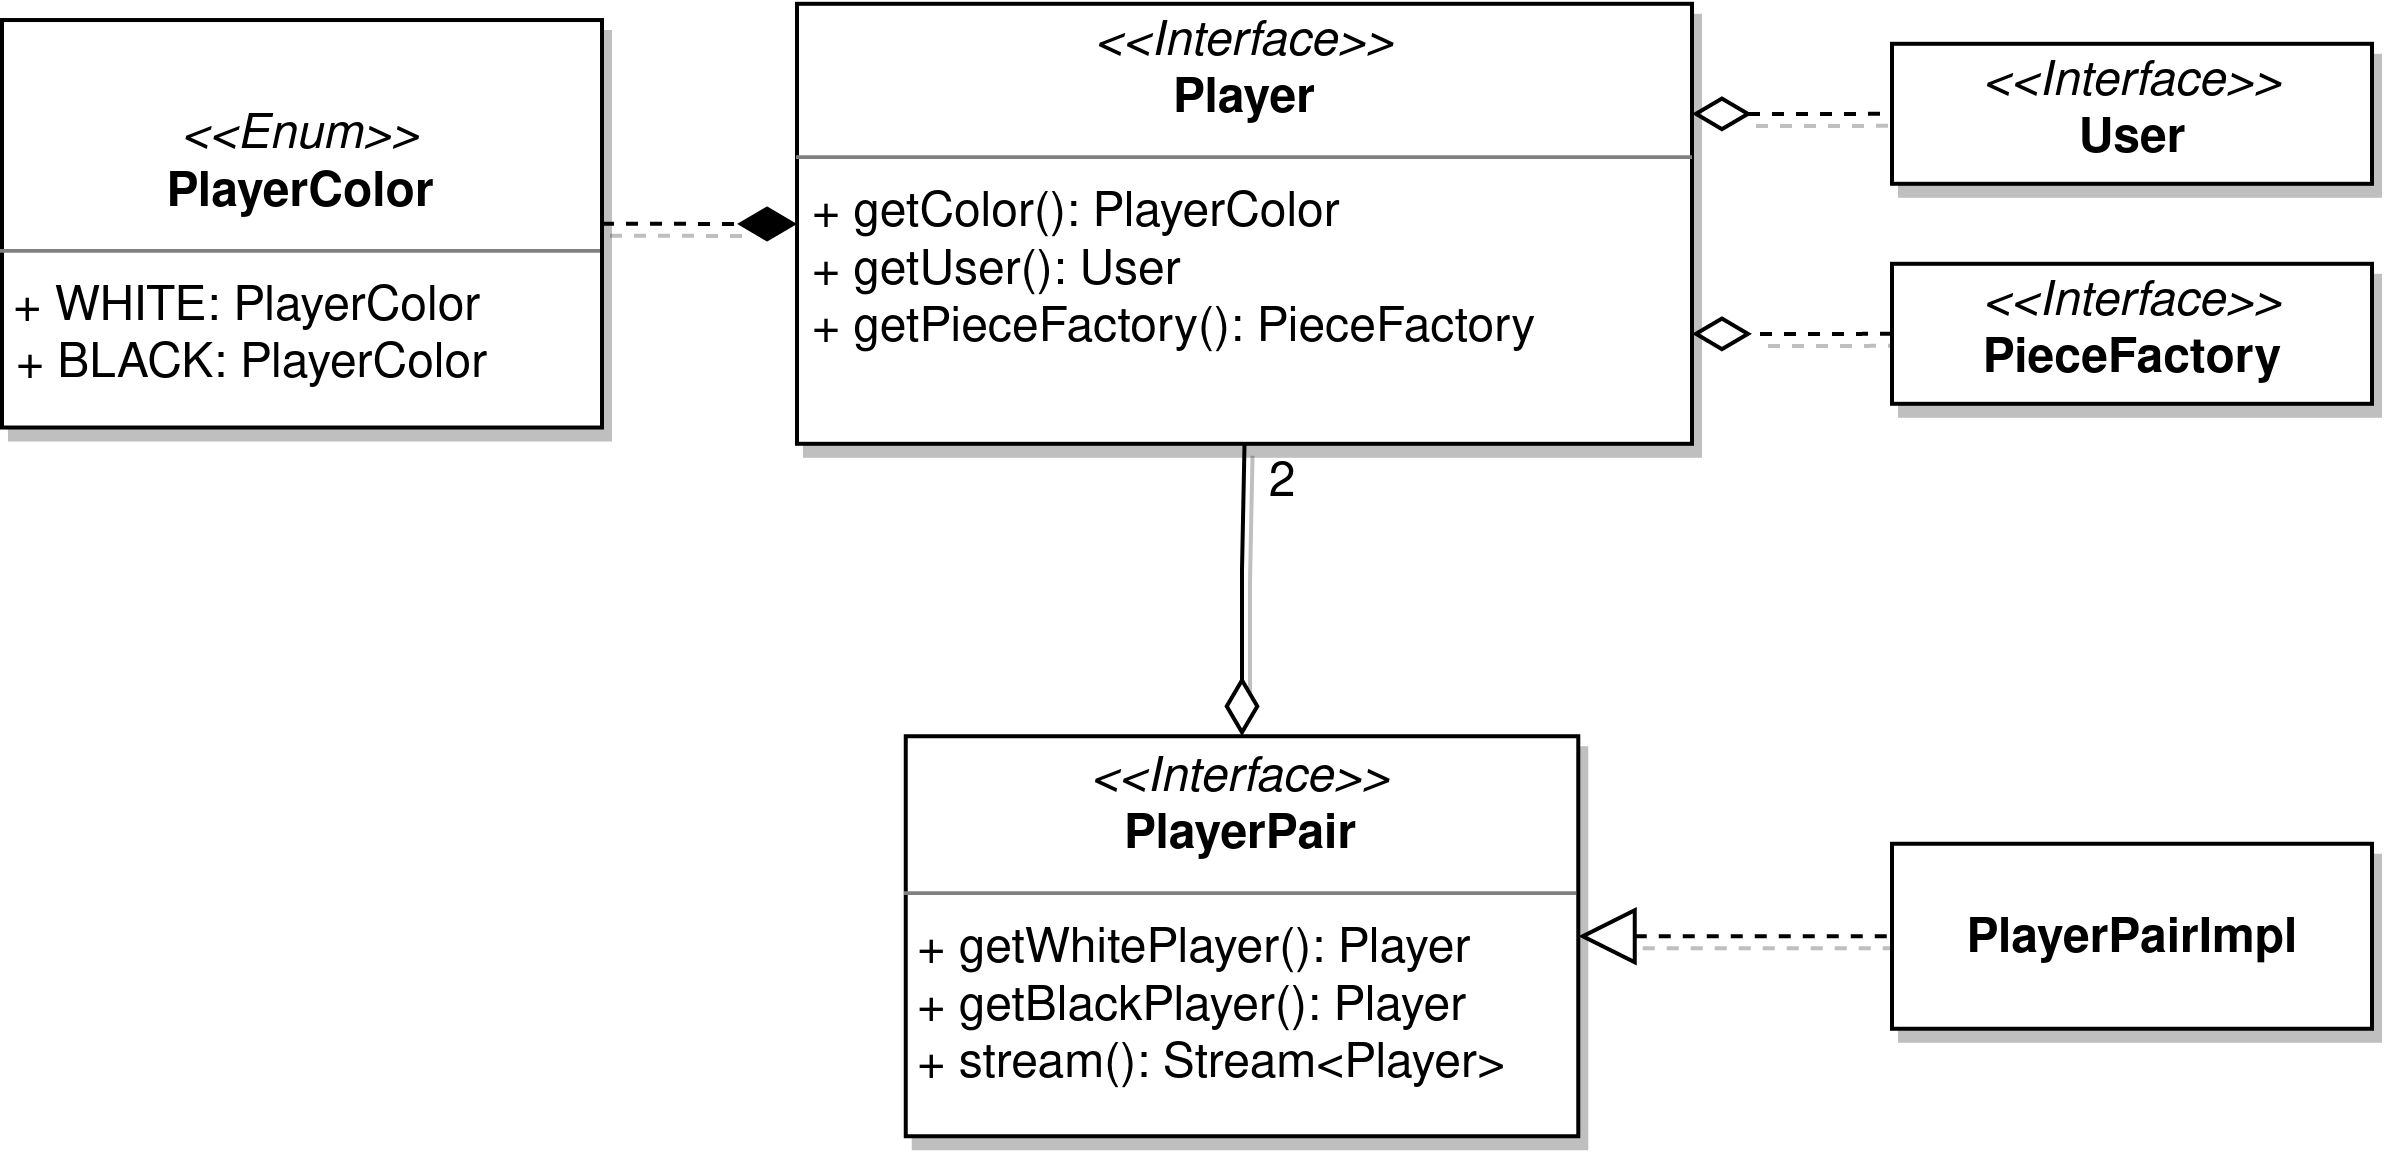 <<Enum>>
PlayerColor
+ WHITE: PlayerColor
+ BLACK: PlayerColor
<<Interface>>
Player
+ getColor(): PlayerColor
+ getUser(): User
+ getPieceFactory(): PieceFactory
<<Interface>>
User
<<Interface>>
PieceFactory
2
<<Interface>>
PlayerPair
+ getWhitePlayer(): Player
+ getBlackPlayer(): Player
+ stream(): Stream<Player>
PlayerPairImpl